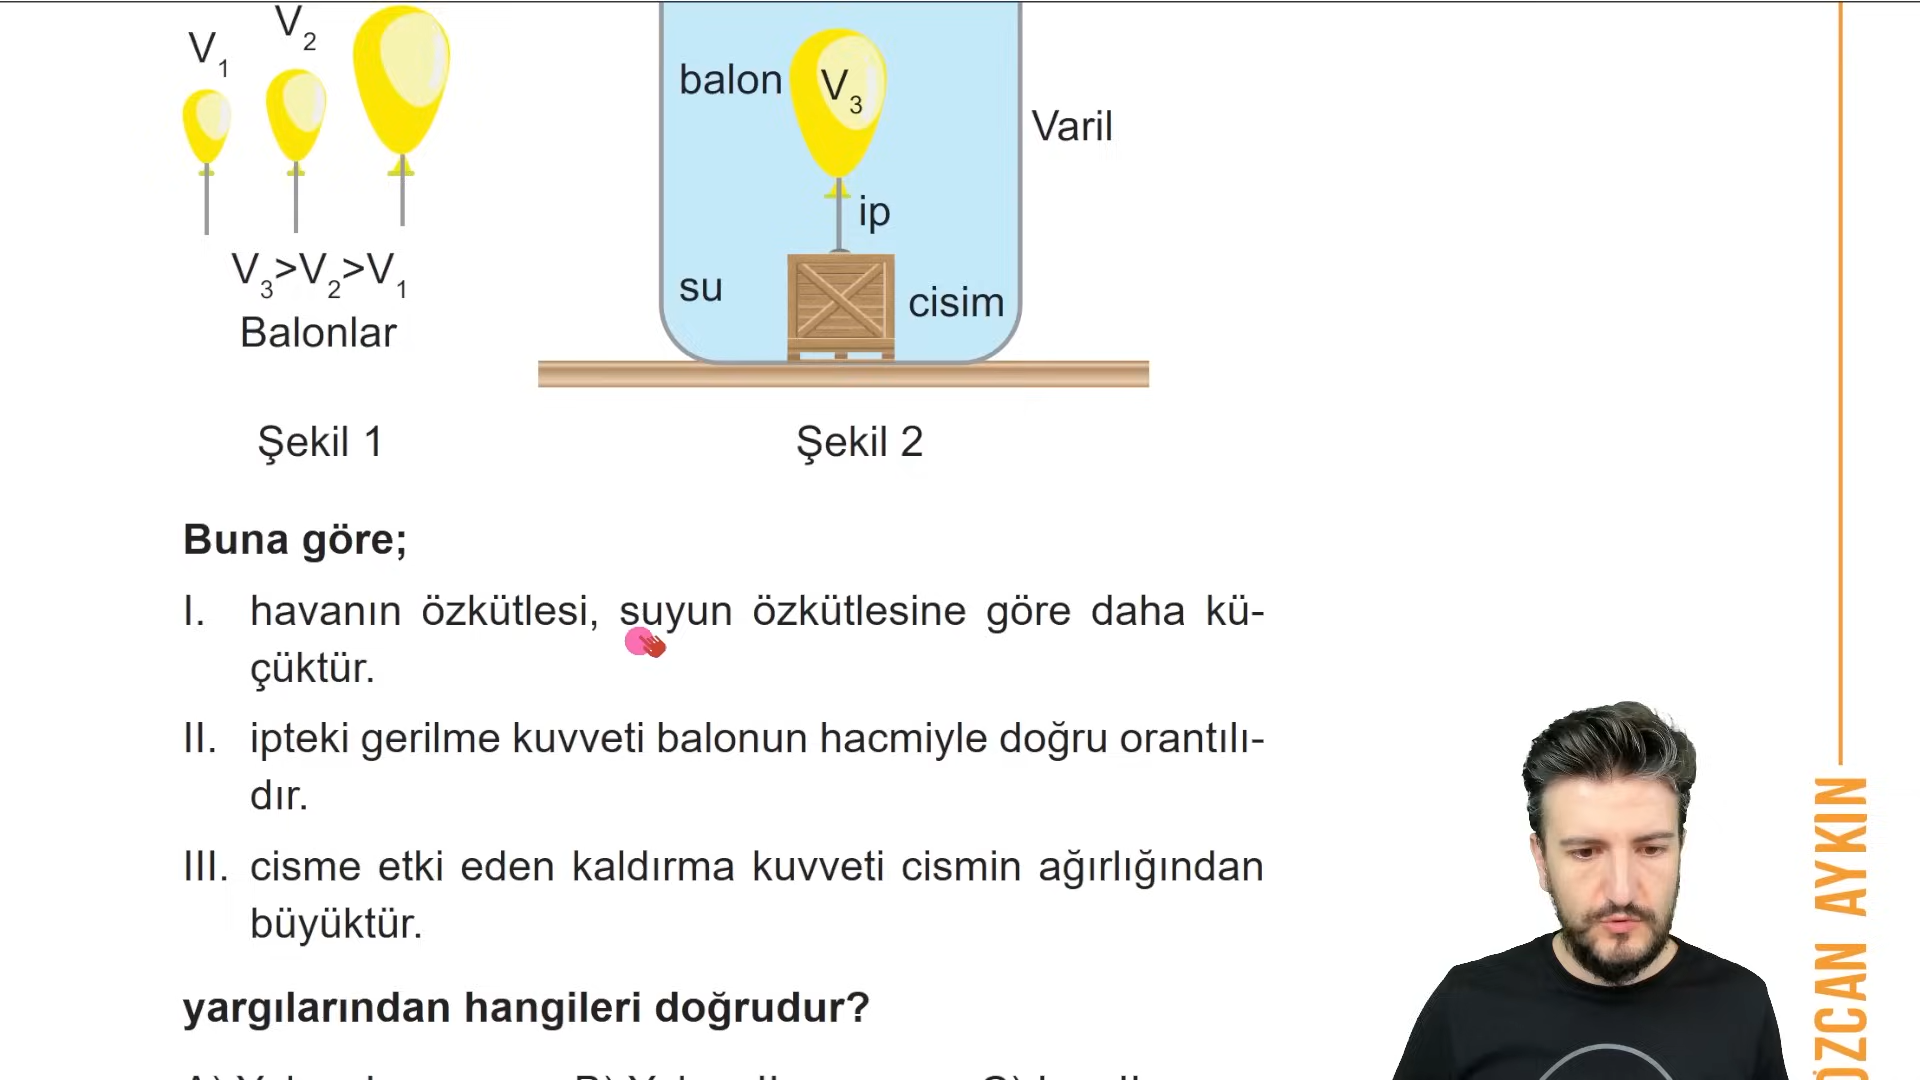 V1
V2
balon
V3
Varil
ip
V3>V2>V1
su
cisim
Balonlar
Şekil 1
Şekil 2
Buna göre;
I. havanın özkütlesi, suyun özkütlesine göre daha kü-
çüktür.
II. ipteki gerilme kuvveti balonun hacmiyle doğru orantılı-
dır.
III. cisme etki eden kaldırma kuvveti cismin ağırlığından
büyüktür.
yargılarından hangileri doğrudur?
ÖZCAN AYKIN